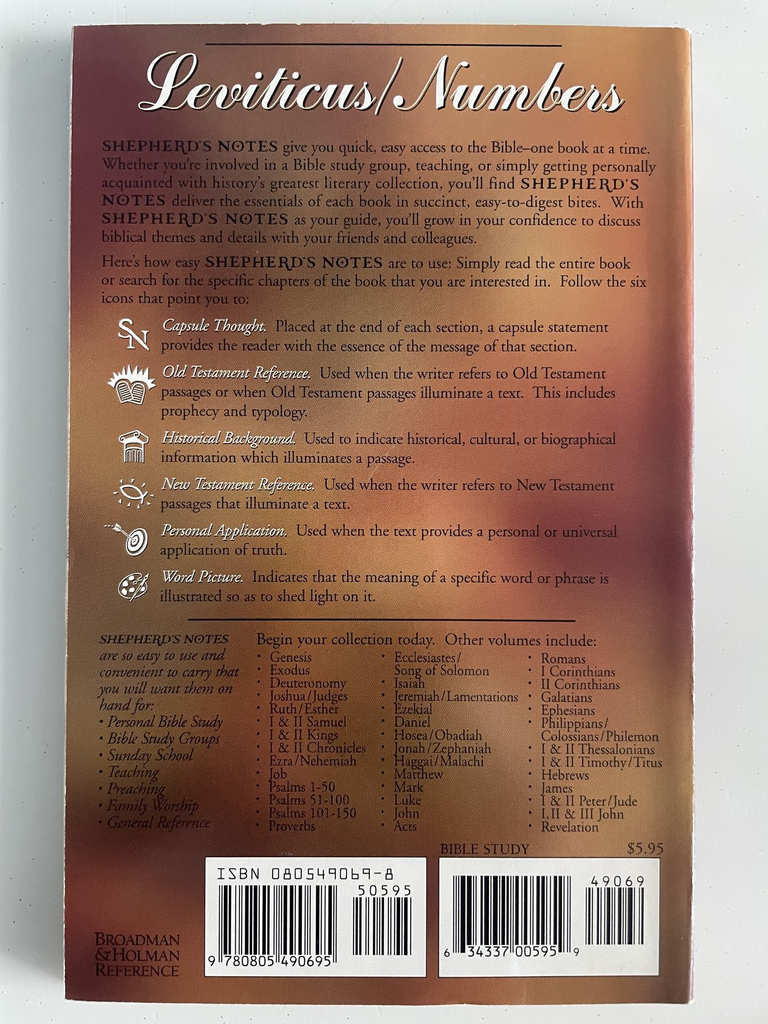 Leviticus/Numbers
SHEPHERD'S NOTES give you quick, easy access to the Bible–one book at a time.
Whether you're involved in a Bible study group, teaching, or simply getting personally
acquainted with history's greatest literary collection, you'll find SHEPHERD'S
NOTES deliver the essentials of each book in succinct, easy-to-digest bites. With
SHEPHERD'S NOTES as your guide, you'll grow in your confidence to discuss
biblical themes and details with your friends and colleagues.
Here's how easy SHEPHERD'S NOTES are to use: Simply read the entire book
or search for the specific chapters of the book that you are interested in. Follow the six
icons that point you to:
SN
Capsule Thought. Placed at the end of each section, a capsule statement
provides the reader with the essence of the message of that section.
Old Testament Reference. Used when the writer refers to Old Testament
passages or when Old Testament passages illuminate a text. This includes
prophecy and typology.
Historical Background. Used to indicate historical, cultural, or biographical
information which illuminates a passage.
New Testament Reference. Used when the writer refers to New Testament
passages that illuminate a text.
Personal Application. Used when the text provides a personal or universal
application of truth.
Word Picture. Indicates that the meaning of a specific word or phrase is
illustrated so as to shed light on it.
SHEPHERD'S NOTES
are so easy to use and
convenient to carry that
you will want them on
hand for:
• Personal Bible Study
• Bible Study Groups
• Sunday School
• Teaching
• Preaching
• Family Worship
• General Reference
Begin your collection today. Other volumes include:
• Genesis
• Exodus
• Deuteronomy
• Joshua/Judges
• Ruth/Esther
• I & II Samuel
• I & II Kings
• I & II Chronicles
• Ezra/Nehemiah
• Job
• Psalms 1-50
• Psalms 51-100
• Psalms 101-150
• Proverbs
• Ecclesiastes/
Song of Solomon
• Isaiah
• Jeremiah/Lamentations
• Ezekial
• Daniel
• Hosea/Obadiah
• Jonah/Zephaniah
• Haggai/Malachi
• Matthew
• Mark
• Luke
• John
• Acts
• Romans
• I Corinthians
• II Corinthians
• Galatians
• Ephesians
• Philippians/
Colossians/Philemon
• I & II Thessalonians
• I & II Timothy/Titus
• Hebrews
• James
• I & II Peter/Jude
• I, II & III John
• Revelation
BIBLE STUDY $5.95
ISBN 080549069-8
50595
9 780805 490695
49069
6 34337 00595 9
BROADMAN
&HOLMAN
REFERENCE